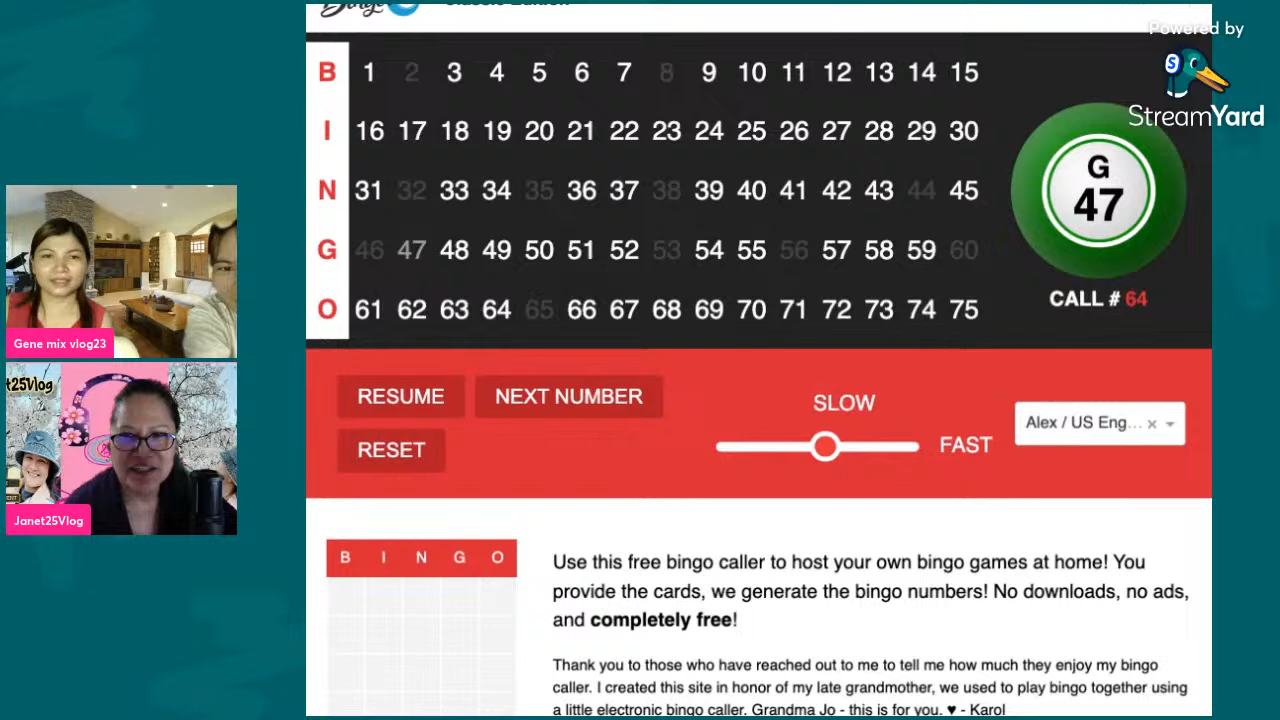 Bingo Classic Edition
Powered by
StreamYard
B 1 2 3 4 5 6 7 8 9 10 11 12 13 14 15
I 16 17 18 19 20 21 22 23 24 25 26 27 28 29 30
N 31 32 33 34 35 36 37 38 39 40 41 42 43 44 45
G 46 47 48 49 50 51 52 53 54 55 56 57 58 59 60
O 61 62 63 64 65 66 67 68 69 70 71 72 73 74 75
G
47
CALL # 64
RESUME NEXT NUMBER
RESET
SLOW
FAST
Alex / US Eng...
Gene mix vlog23
t25Vlog
Janet25Vlog
B I N G O
Use this free bingo caller to host your own bingo games at home! You
provide the cards, we generate the bingo numbers! No downloads, no ads,
and completely free!
Thank you to those who have reached out to me to tell me how much they enjoy my bingo
caller. I created this site in honor of my late grandmother, we used to play bingo together using
a little electronic bingo caller. Grandma Jo - this is for you. ♥ - Karol